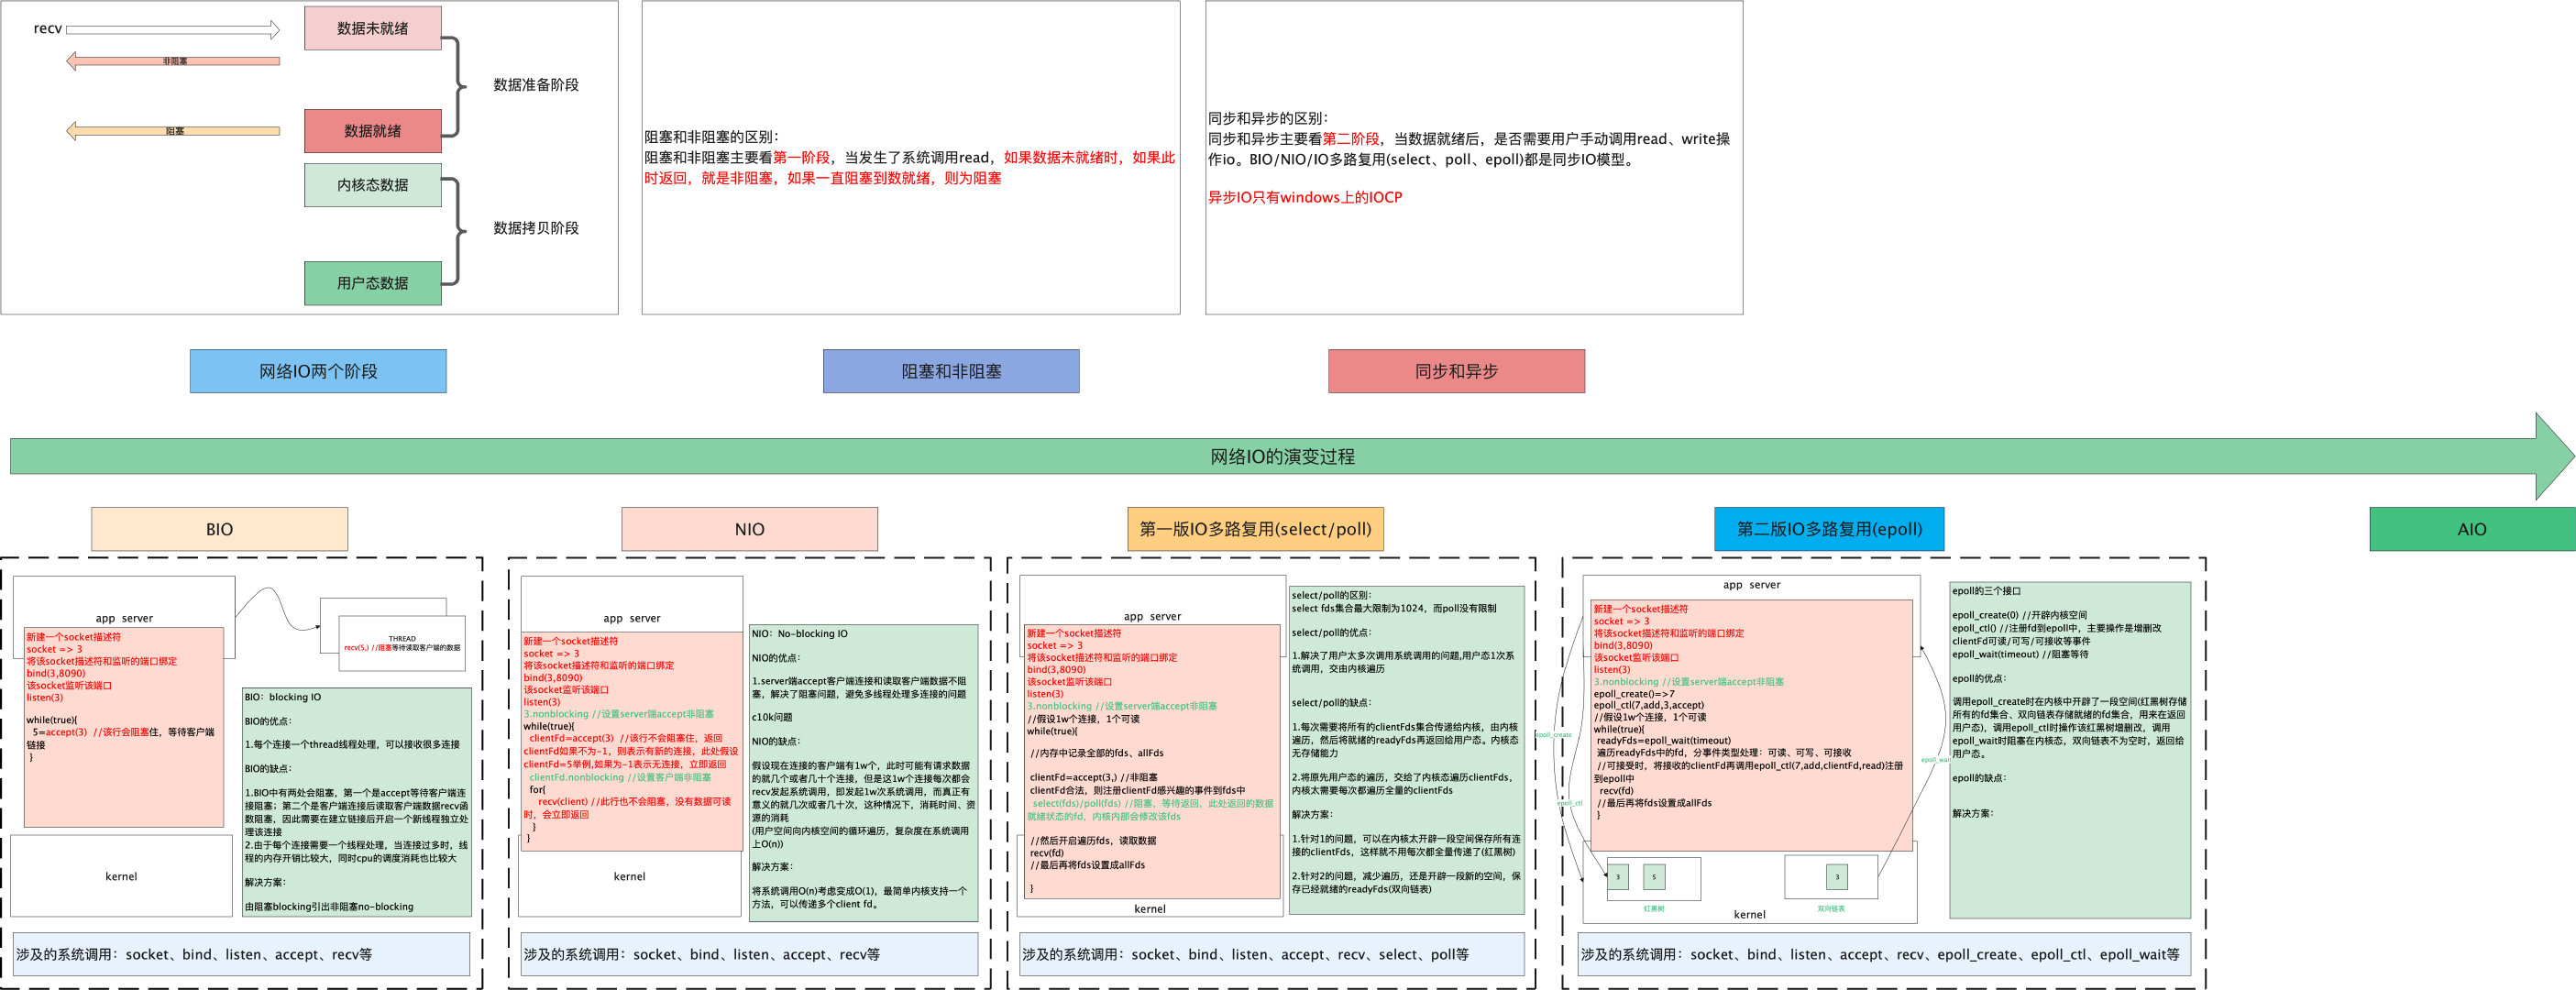 recv
数据未就绪
非阻塞
数据准备阶段
阻塞
数据就绪
内核态数据
数据拷贝阶段
用户态数据
阻塞和非阻塞的区别：
阻塞和非阻塞主要看第一阶段，当发生了系统调用read，如果数据未就绪时，如果此
时返回，就是非阻塞，如果一直阻塞到数就绪，则为阻塞
同步和异步的区别：
同步和异步主要看第二阶段，当数据就绪后，是否需要用户手动调用read、write操
作io。BIO/NIO/IO多路复用(select、poll、epoll)都是同步IO模型。
异步IO只有windows上的IOCP
网络IO两个阶段
阻塞和非阻塞
同步和异步
网络IO的演变过程
BIO
NIO
第一版IO多路复用(select/poll)
第二版IO多路复用(epoll)
AIO
app server
新建一个socket描述符
socket => 3
将该socket描述符和监听的端口绑定
bind(3,8090)
该socket监听该端口
listen(3)
while(true){
5=accept(3) //该行会阻塞住，等待客户端
链接
}
THREAD
recv(5,) //阻塞等待读取客户端的数据
BIO：blocking IO
BIO的优点：
1.每个连接一个thread线程处理，可以接收很多连接
BIO的缺点：
1.BIO中有两处会阻塞，第一个是accept等待客户端连
接阻塞；第二个是客户端连接后读取客户端数据recv函
数阻塞，因此需要在建立链接后开启一个新线程独立处
理该连接
2.由于每个连接需要一个线程处理，当连接过多时，线
程的内存开销比较大，同时cpu的调度消耗也比较大
解决方案：
由阻塞blocking引出非阻塞no-blocking
kernel
涉及的系统调用：socket、bind、listen、accept、recv等
app server
新建一个socket描述符
socket => 3
将该socket描述符和监听的端口绑定
bind(3,8090)
该socket监听该端口
listen(3)
3.nonblocking //设置server端accept非阻塞
while(true){
clientFd=accept(3) //该行不会阻塞住，返回
clientFd如果不为-1，则表示有新的连接，此处假设
clientFd=5举例,如果为-1表示无连接，立即返回
clientFd.nonblocking //设置客户端非阻塞
for{
recv(client) //此行也不会阻塞，没有数据可读
时，会立即返回
}
}
kernel
NIO：No-blocking IO
NIO的优点：
1.server端accept客户端连接和读取客户端数据不阻
塞，解决了阻塞问题，避免多线程处理多连接的问题
c10k问题
NIO的缺点：
假设现在连接的客户端有1w个，此时可能有请求数据
的就几个或者几十个连接，但是这1w个连接每次都会
recv发起系统调用，即发起1w次系统调用，而真正有
意义的就几次或者几十次，这种情况下，消耗时间、资
源的消耗
(用户空间向内核空间的循环遍历，复杂度在系统调用
上O(n))
解决方案：
将系统调用O(n)考虑变成O(1)，最简单内核支持一个
方法，可以传递多个client fd。
涉及的系统调用：socket、bind、listen、accept、recv等
app server
新建一个socket描述符
socket => 3
将该socket描述符和监听的端口绑定
bind(3,8090)
该socket监听该端口
listen(3)
3.nonblocking //设置server端accept非阻塞
//假设1w个连接，1个可读
while(true){
//内存中记录全部的fds、allFds
clientFd=accept(3,) //非阻塞
clientFd合法，则注册clientFd感兴趣的事件到fds中
select(fds)/poll(fds) //阻塞，等待返回，此处返回的数据
就绪状态的fd，内核内部会修改该fds
//然后开启遍历fds，读取数据
recv(fd)
//最后再将fds设置成allFds
}
kernel
select/poll的区别：
select fds集合最大限制为1024，而poll没有限制
select/poll的优点：
1.解决了用户太多次调用系统调用的问题,用户态1次系
统调用，交由内核遍历
select/poll的缺点：
1.每次需要将所有的clientFds集合传递给内核，由内核
遍历，然后将就绪的readyFds再返回给用户态。内核态
无存储能力
2.将原先用户态的遍历，交给了内核态遍历clientFds，
内核太需要每次都遍历全量的clientFds
解决方案：
1.针对1的问题，可以在内核太开辟一段空间保存所有连
接的clientFds，这样就不用每次都全量传递了(红黑树)
2.针对2的问题，减少遍历，还是开辟一段新的空间，保
存已经就绪的readyFds(双向链表)
涉及的系统调用：socket、bind、listen、accept、recv、select、poll等
app server
新建一个socket描述符
socket => 3
将该socket描述符和监听的端口绑定
bind(3,8090)
该socket监听该端口
listen(3)
3.nonblocking //设置server端accept非阻塞
epoll_create()=>7
epoll_ctl(7,add,3,accept)
//假设1w个连接，1个可读
while(true){
readyFds=epoll_wait(timeout)
遍历readyFds中的fd，分事件类型处理：可读、可写、可接收
//可接受时，将接收的clientFd再调用epoll_ctl(7,add,clientFd,read)注册
到epoll中
recv(fd)
//最后再将fds设置成allFds
}
epoll_create
epoll_ctl
epoll_wait
3
5
3
红黑树
双向链表
kernel
epoll的三个接口
epoll_create(0) //开辟内核空间
epoll_ctl() //注册fd到epoll中，主要操作是增删改
clientFd可读/可写/可接收等事件
epoll_wait(timeout) //阻塞等待
epoll的优点：
调用epoll_create时在内核中开辟了一段空间(红黑树存储
所有的fd集合、双向链表存储就绪的fd集合，用来在返回
用户态)，调用epoll_ctl时操作该红黑树增删改，调用
epoll_wait时阻塞在内核态，双向链表不为空时，返回给
用户态。
epoll的缺点：
解决方案：
涉及的系统调用：socket、bind、listen、accept、recv、epoll_create、epoll_ctl、epoll_wait等